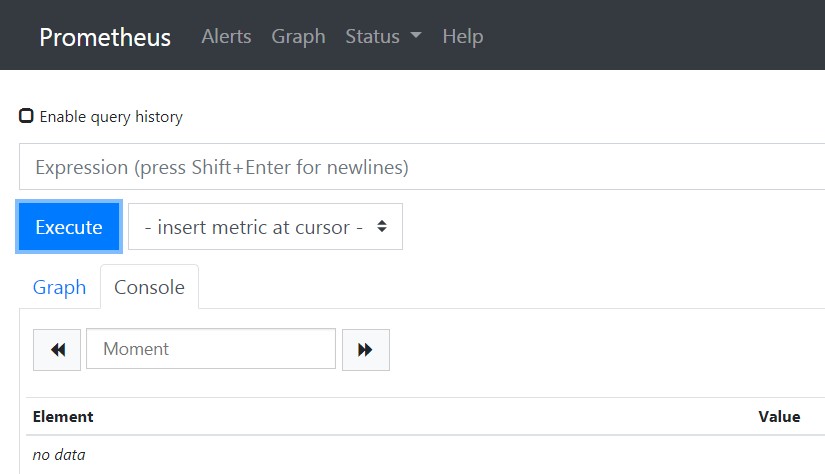 Prometheus Alerts Graph Status Help
Enable query history
Expression (press Shift+Enter for newlines)
Execute - insert metric at cursor -
Graph Console
Moment
Element Value
no data